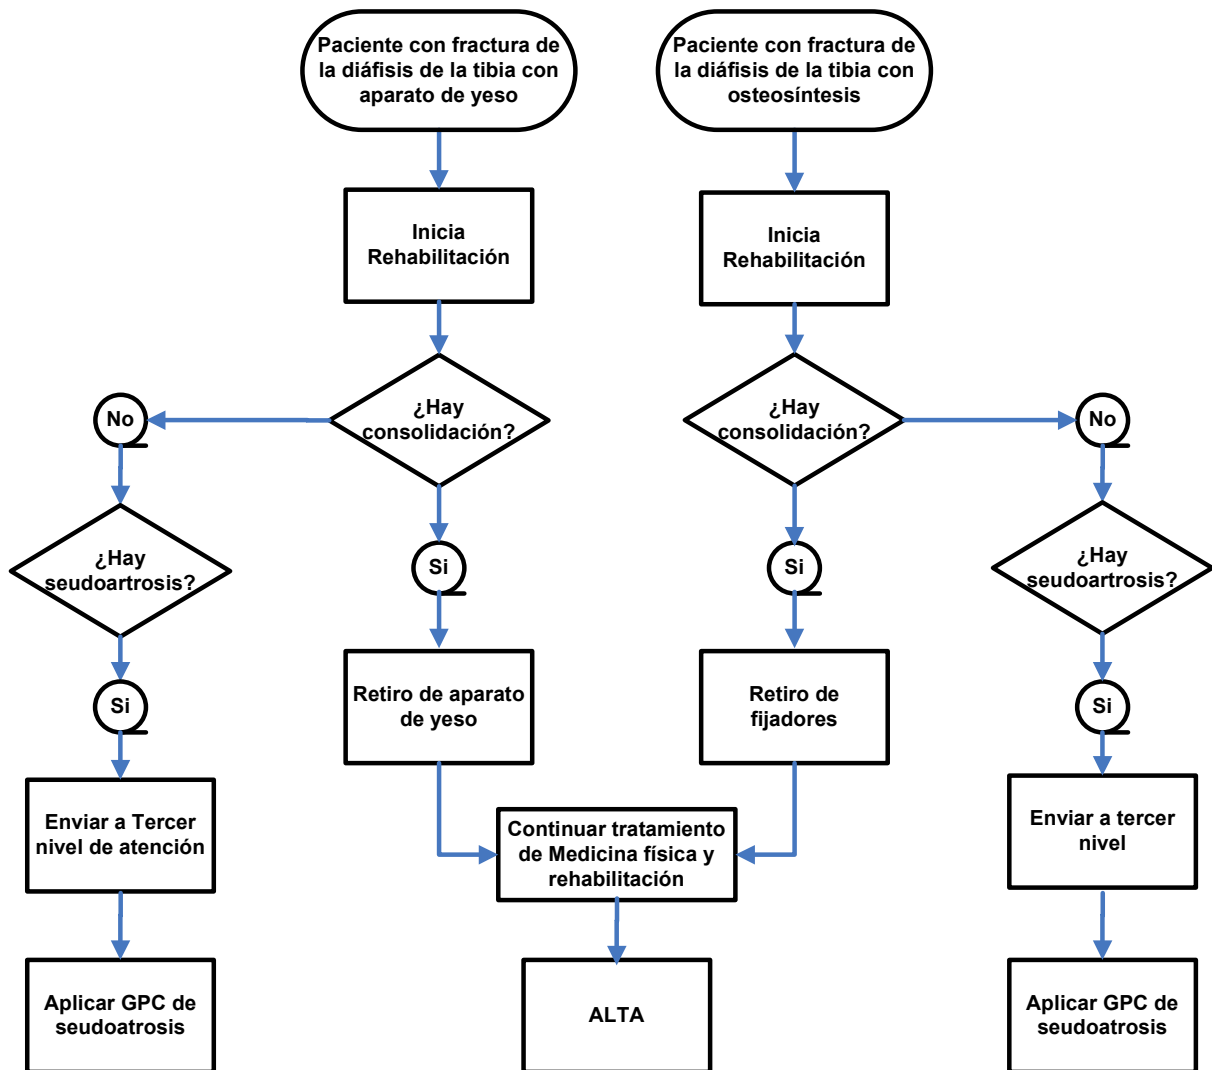 Paciente con fractura de
la diáfisis de la tibia con
aparato de yeso
Paciente con fractura de
la diáfisis de la tibia con
osteosíntesis
Inicia
Rehabilitación
Inicia
Rehabilitación
No
¿Hay
consolidación?
¿Hay
consolidación?
No
¿Hay
seudoartrosis?
Si
Si
¿Hay
seudoartrosis?
Si
Retiro de aparato
de yeso
Retiro de
fijadores
Si
Enviar a Tercer
nivel de atención
Continuar tratamiento
de Medicina física y
rehabilitación
Enviar a tercer
nivel
Aplicar GPC de
seudoatrosis
ALTA
Aplicar GPC de
seudoatrosis